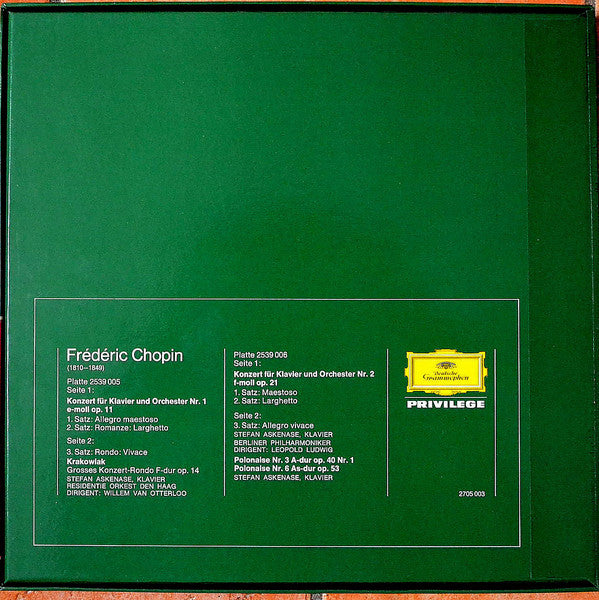 Frédéric Chopin
(1810—1849)
Platte 2539 005
Seite 1:
Konzert für Klavier und Orchester Nr. 1
e-moll op. 11
1. Satz: Allegro maestoso
2. Satz: Romanze: Larghetto
Seite 2:
3. Satz: Rondo: Vivace
Krakowiak
Grosses Konzert-Rondo F-dur op. 14
STEFAN ASKENASE, KLAVIER
RESIDENTIE ORKEST DEN HAAG
DIRIGENT: WILLEM VAN OTTERLOO
Platte 2539 006
Seite 1:
Konzert für Klavier und Orchester Nr. 2
f-moll op. 21
1. Satz: Maestoso
2. Satz: Larghetto
Seite 2:
3. Satz: Allegro vivace
STEFAN ASKENASE, KLAVIER
BERLINER PHILHARMONIKER
DIRIGENT: LEOPOLD LUDWIG
Polonaise Nr. 3 A-dur op. 40 Nr. 1
Polonaise Nr. 6 As-dur op. 53
STEFAN ASKENASE, KLAVIER
Deutsche
Grammophon
PRIVILEGE
2705 003